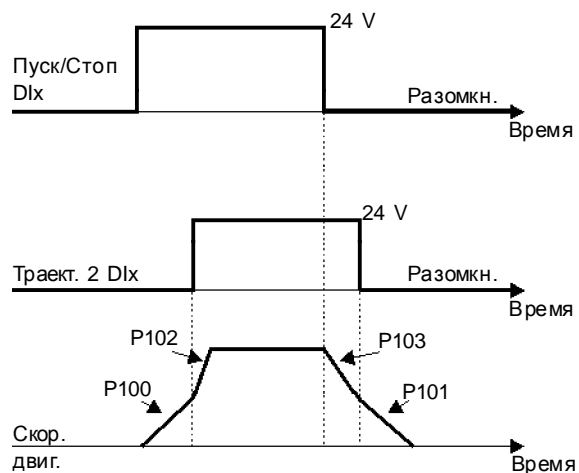 24 V
Пуск/Стоп
DIx
Разомкн.
Время
24 V
Траект. 2 DIx
Разомкн.
Время
P102
P103
P100
P101
Скор.
двиг.
Время